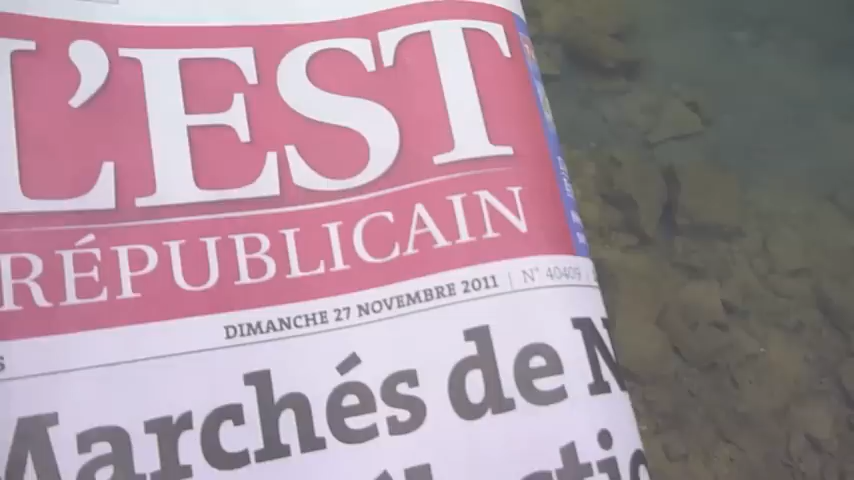 L'EST
RÉPUBLICAIN
DIMANCHE 27 NOVEMBRE 2011 | N° 40409 /
Marchés de